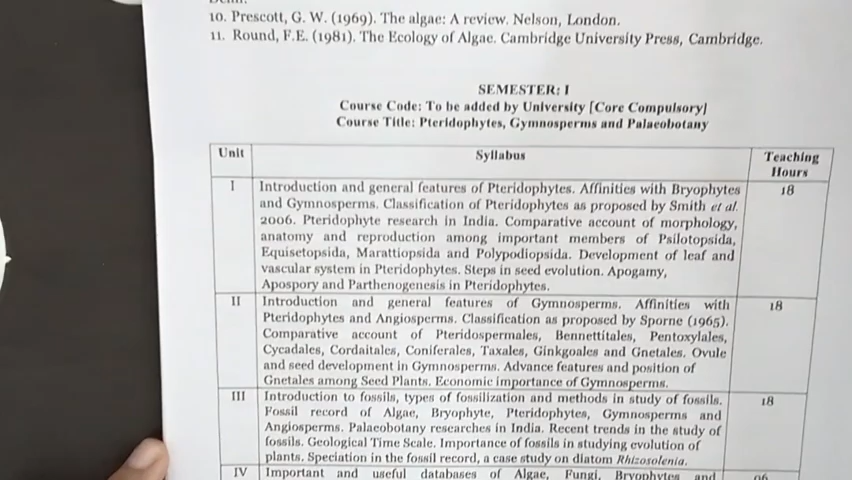 10. Prescott, G. W. (1969). The algae: A review. Nelson, London.
11. Round, F.E. (1981). The Ecology of Algae. Cambridge University Press, Cambridge.
SEMESTER: I
Course Code: To be added by University [Core Compulsory]
Course Title: Pteridophytes, Gymnosperms and Palaeobotany
Unit Syllabus Teaching Hours
I Introduction and general features of Pteridophytes. Affinities with Bryophytes 18
and Gymnosperms. Classification of Pteridophytes as proposed by Smith et al.
2006. Pteridophyte research in India. Comparative account of morphology,
anatomy and reproduction among important members of Psilotopsida,
Equisetopsida, Marattiopsida and Polypodiopsida. Development of leaf and
vascular system in Pteridophytes. Steps in seed evolution. Apogamy,
Apospory and Parthenogenesis in Pteridophytes.
II Introduction and general features of Gymnosperms. Affinities with 18
Pteridophytes and Angiosperms. Classification as proposed by Sporne (1965).
Comparative account of Pteridospermales, Bennettitales, Pentoxylales,
Cycadales, Cordaitales, Coniferales, Taxales, Ginkgoales and Gnetales. Ovule
and seed development in Gymnosperms. Advance features and position of
Gnetales among Seed Plants. Economic importance of Gymnosperms.
III Introduction to fossils, types of fossilization and methods in study of fossils. 18
Fossil record of Algae, Bryophyte, Pteridophytes, Gymnosperms and
Angiosperms. Palaeobotany researches in India. Recent trends in the study of
fossils. Geological Time Scale. Importance of fossils in studying evolution of
plants. Speciation in the fossil record, a case study on diatom Rhizosolenia.
IV Important and useful databases of Algae, Fungi, Bryophytes and 06